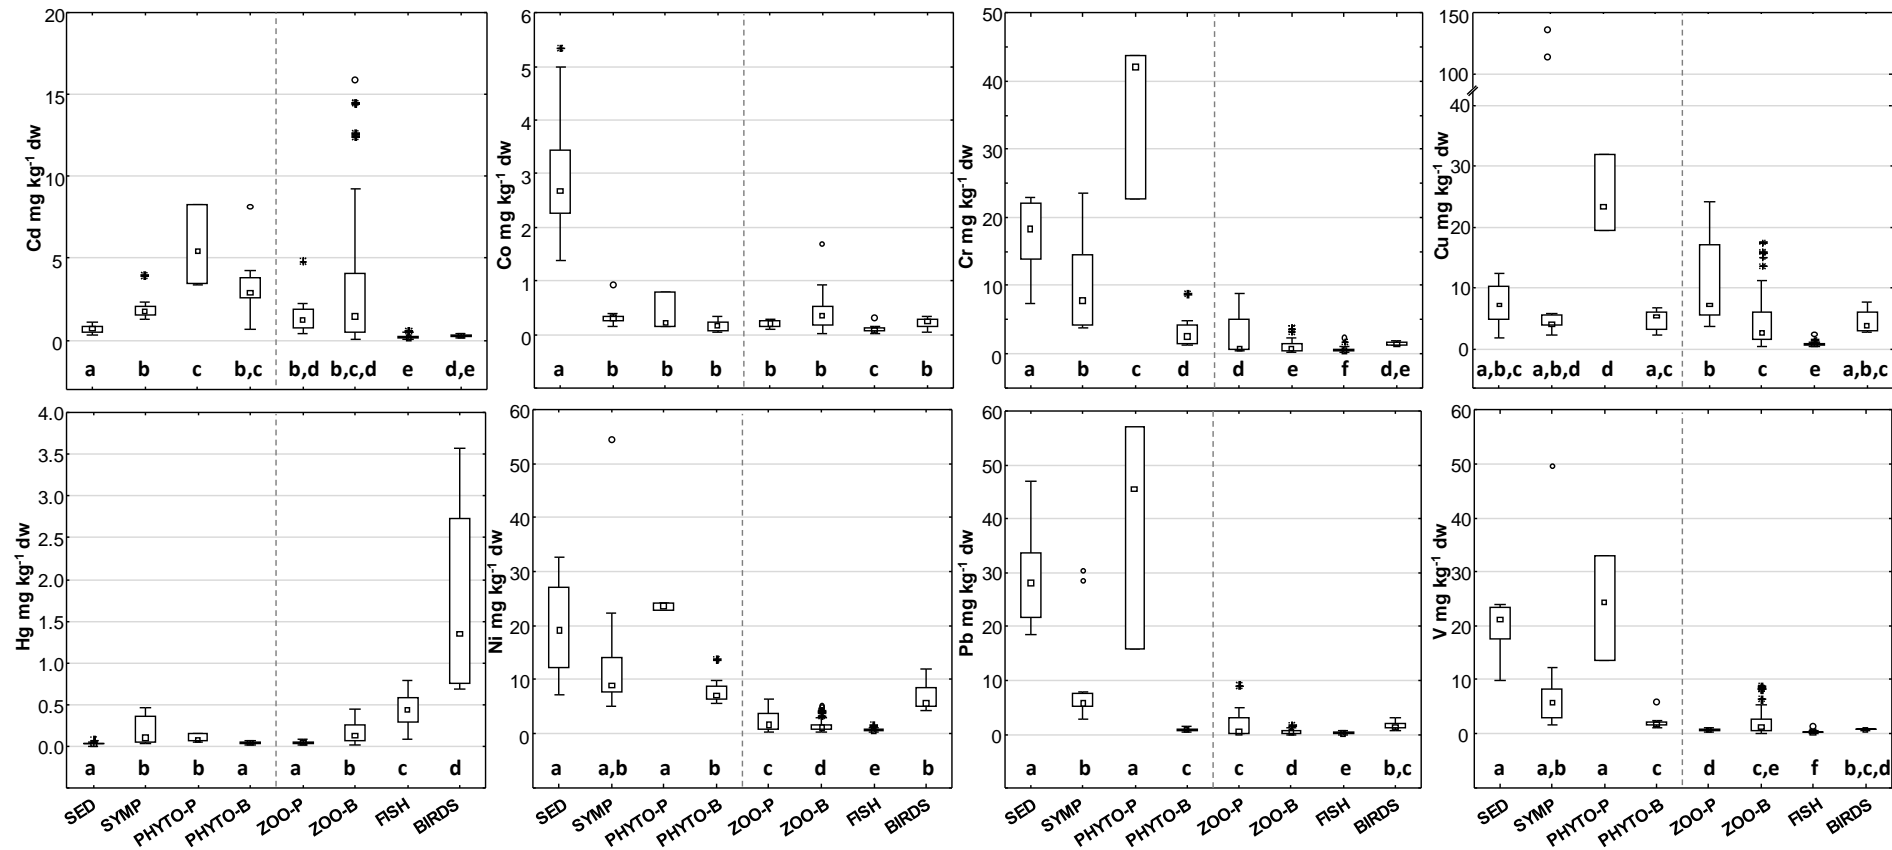 Cd mg kg⁻¹ dw
20
15
10
5
0
a b c b,c b,d b,c,d e d,e
Co mg kg⁻¹ dw
6
5
4
3
2
1
0
a b b b b b c b
Cr mg kg⁻¹ dw
50
40
30
20
10
0
a b c d d e f d,e
Cu mg kg⁻¹ dw
150
100
40
30
20
10
0
a,b,c a,b,d d a,c b c e a,b,c
Hg mg kg⁻¹ dw
4.0
3.5
3.0
2.5
2.0
1.5
1.0
0.5
0.0
a b b a a b c d
SED SYMP PHYTO-P PHYTO-B ZOO-P ZOO-B FISH BIRDS
Ni mg kg⁻¹ dw
60
50
40
30
20
10
0
a a,b a b c d e b
SED SYMP PHYTO-P PHYTO-B ZOO-P ZOO-B FISH BIRDS
Pb mg kg⁻¹ dw
60
50
40
30
20
10
0
a b a c c d e b,c
SED SYMP PHYTO-P PHYTO-B ZOO-P ZOO-B FISH BIRDS
V mg kg⁻¹ dw
60
50
40
30
20
10
0
a a,b a c d c,e f b,c,d
SED SYMP PHYTO-P PHYTO-B ZOO-P ZOO-B FISH BIRDS